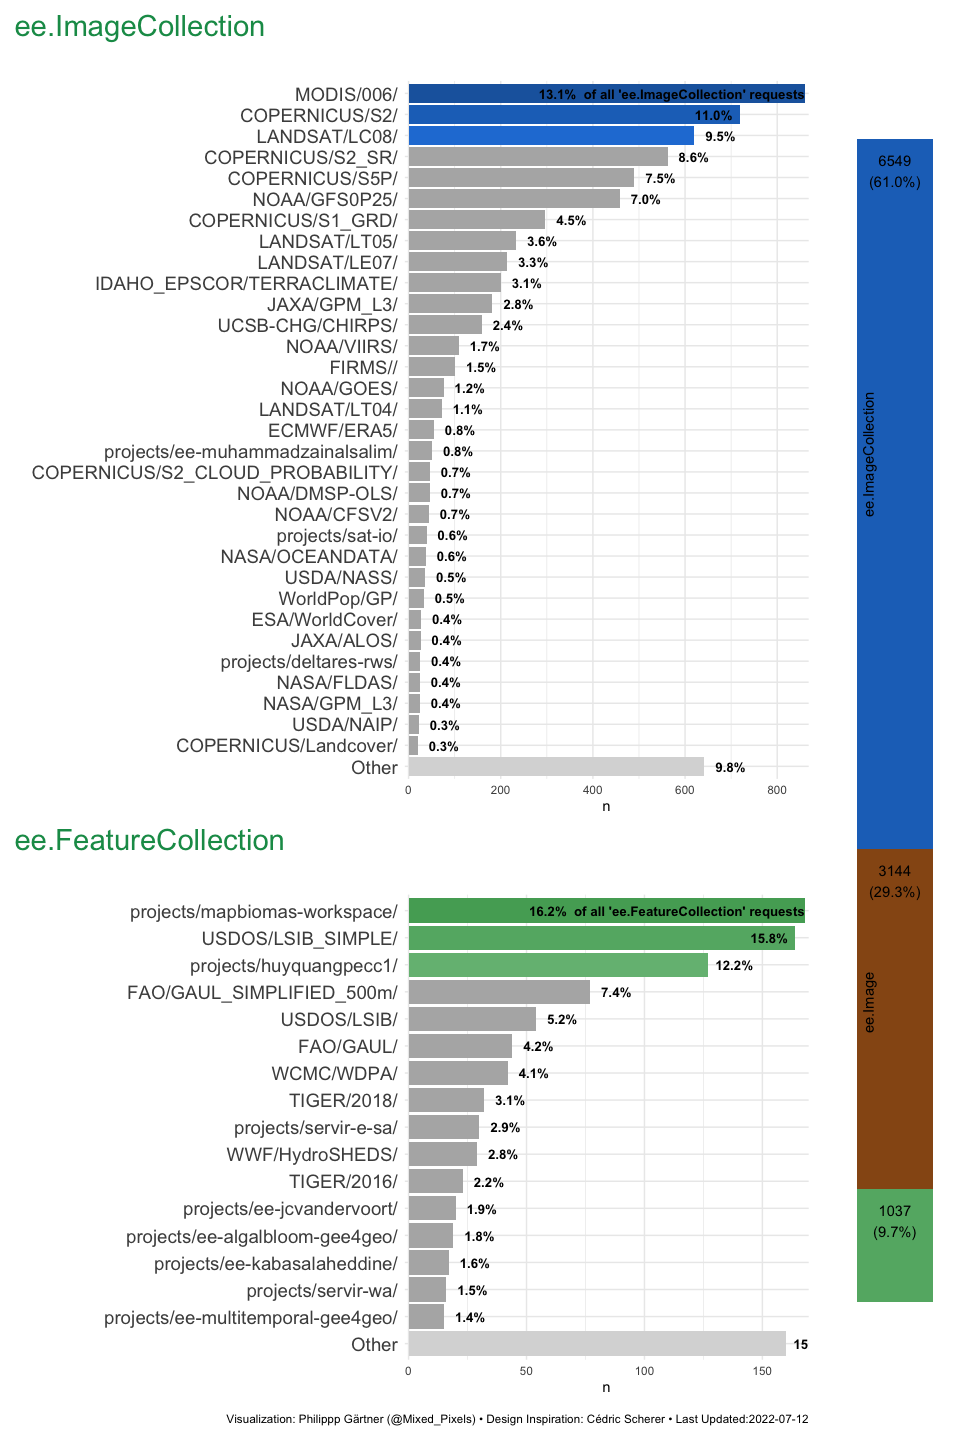 ee.ImageCollection
MODIS/006/ 13.1% of all 'ee.ImageCollection' requests
COPERNICUS/S2/ 11.0%
LANDSAT/LC08/ 9.5%
COPERNICUS/S2_SR/ 8.6%
COPERNICUS/S5P/ 7.5%
NOAA/GFS0P25/ 7.0%
COPERNICUS/S1_GRD/ 4.5%
LANDSAT/LT05/ 3.6%
LANDSAT/LE07/ 3.3%
IDAHO_EPSCOR/TERRACLIMATE/ 3.1%
JAXA/GPM_L3/ 2.8%
UCSB-CHG/CHIRPS/ 2.4%
NOAA/VIIRS/ 1.7%
FIRMS// 1.5%
NOAA/GOES/ 1.2%
LANDSAT/LT04/ 1.1%
ECMWF/ERA5/ 0.8%
projects/ee-muhammadzainalsalim/ 0.8%
COPERNICUS/S2_CLOUD_PROBABILITY/ 0.7%
NOAA/DMSP-OLS/ 0.7%
NOAA/CFSV2/ 0.7%
projects/sat-io/ 0.6%
NASA/OCEANDATA/ 0.6%
USDA/NASS/ 0.5%
WorldPop/GP/ 0.5%
ESA/WorldCover/ 0.4%
JAXA/ALOS/ 0.4%
projects/deltares-rws/ 0.4%
NASA/FLDAS/ 0.4%
NASA/GPM_L3/ 0.4%
USDA/NAIP/ 0.3%
COPERNICUS/Landcover/ 0.3%
Other 9.8%
0 200 400 600 800
n
ee.FeatureCollection
projects/mapbiomas-workspace/ 16.2% of all 'ee.FeatureCollection' requests
USDOS/LSIB_SIMPLE/ 15.8%
projects/huyquangpecc1/ 12.2%
FAO/GAUL_SIMPLIFIED_500m/ 7.4%
USDOS/LSIB/ 5.2%
FAO/GAUL/ 4.2%
WCMC/WDPA/ 4.1%
TIGER/2018/ 3.1%
projects/servir-e-sa/ 2.9%
WWF/HydroSHEDS/ 2.8%
TIGER/2016/ 2.2%
projects/ee-jcvandervoort/ 1.9%
projects/ee-algalbloom-gee4geo/ 1.8%
projects/ee-kabasalaheddine/ 1.6%
projects/servir-wa/ 1.5%
projects/ee-multitemporal-gee4geo/ 1.4%
Other 15
0 50 100 150
n
6549
(61.0%)
ee.ImageCollection
3144
(29.3%)
ee.Image
1037
(9.7%)
Visualization: Philippp Gärtner (@Mixed_Pixels) • Design Inspiration: Cédric Scherer • Last Updated:2022-07-12